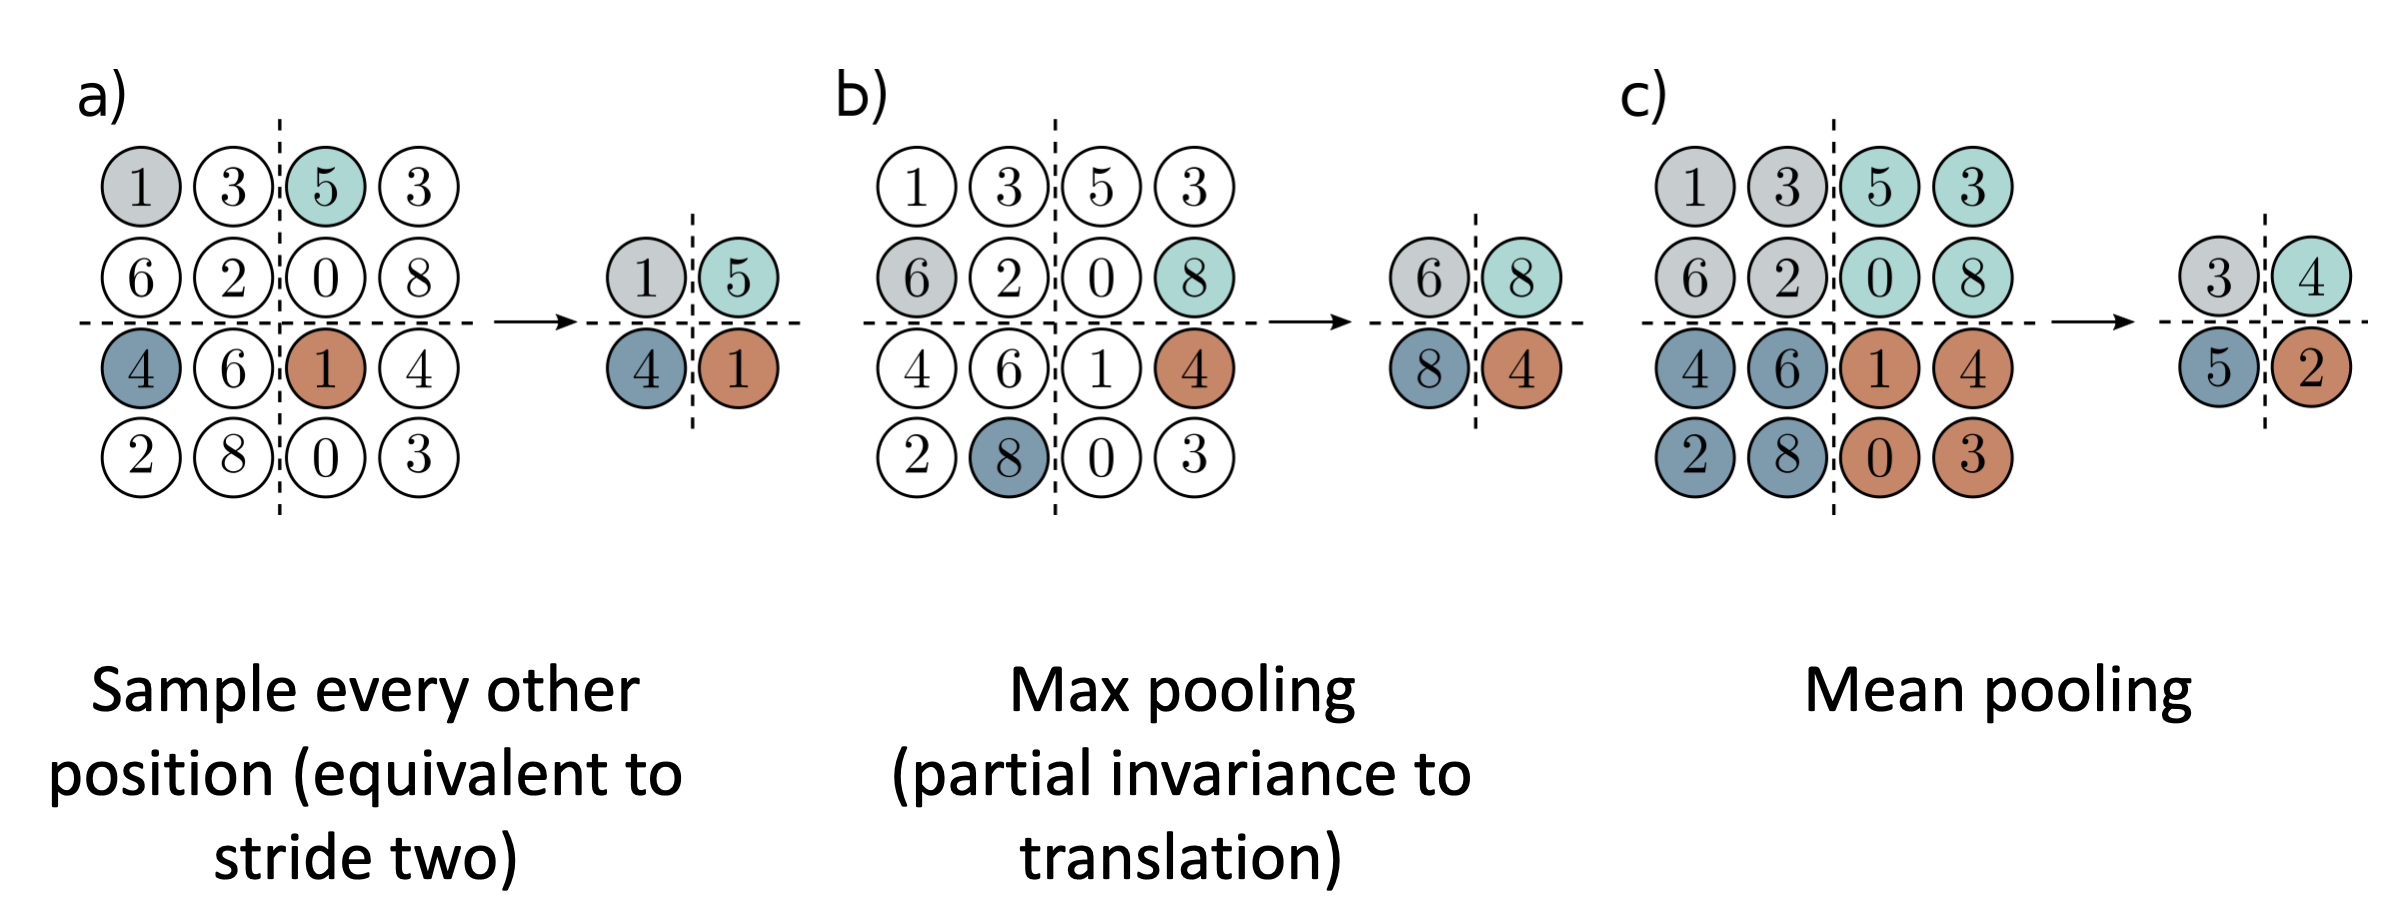 a) b) c)
1 3 5 3 1 3 5 3 1 3 5 3
6 2 0 8 1 5 6 2 0 8 6 8 6 2 0 8 3 4
4 6 1 4 4 1 4 6 1 4 8 4 4 6 1 4 5 2
2 8 0 3 2 8 0 3 2 8 0 3
Sample every other
position (equivalent to
stride two)
Max pooling
(partial invariance to
translation)
Mean pooling